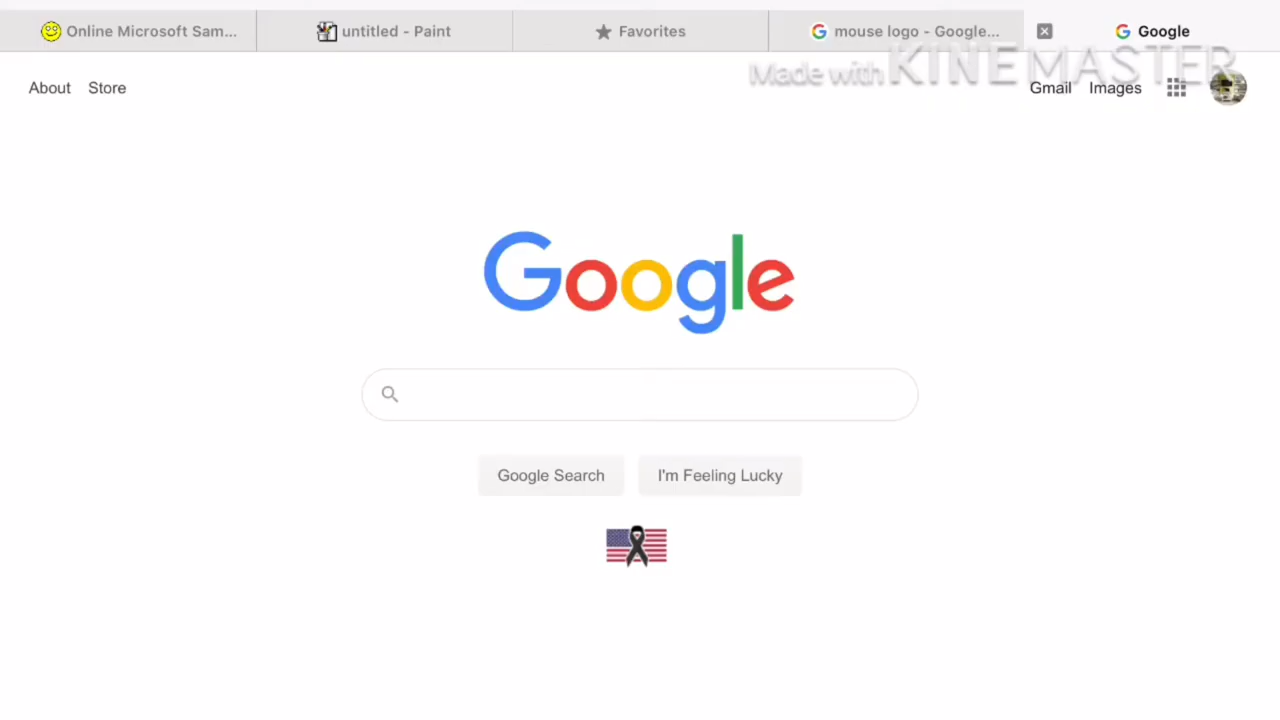 Online Microsoft Sam...
untitled - Paint
Favorites
mouse logo - Google...
Google
Made with KINEMASTER
About Store
Gmail Images
Google
Google Search
I'm Feeling Lucky